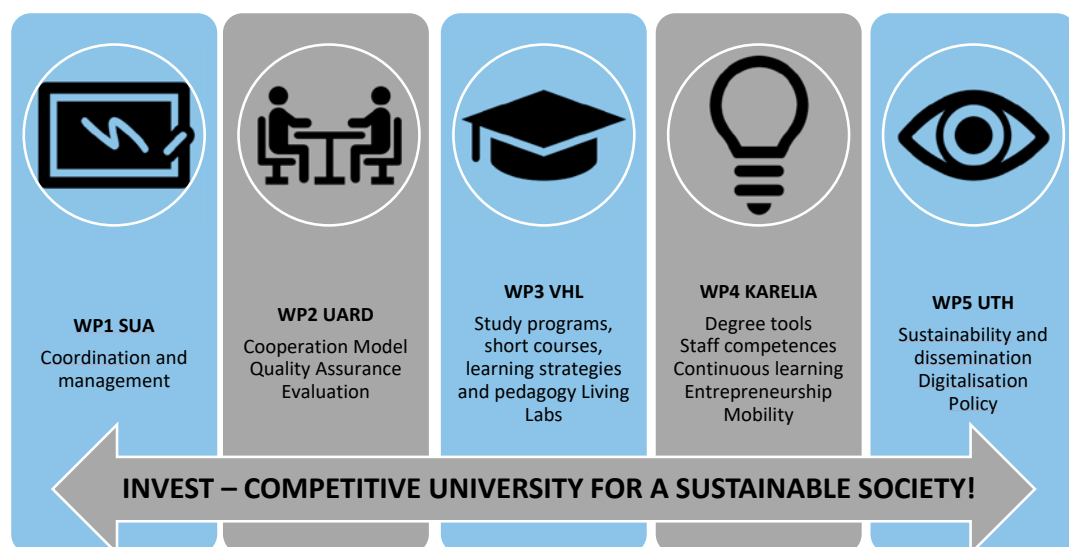 WP1 SUA
Coordination and
management
WP2 UARD
Cooperation Model
Quality Assurance
Evaluation
WP3 VHL
Study programs,
short courses,
learning strategies
and pedagogy Living
Labs
WP4 KARELIA
Degree tools
Staff competences
Continuous learning
Entrepreneurship
Mobility
WP5 UTH
Sustainability and
dissemination
Digitalisation
Policy
INVEST – COMPETITIVE UNIVERSITY FOR A SUSTAINABLE SOCIETY!